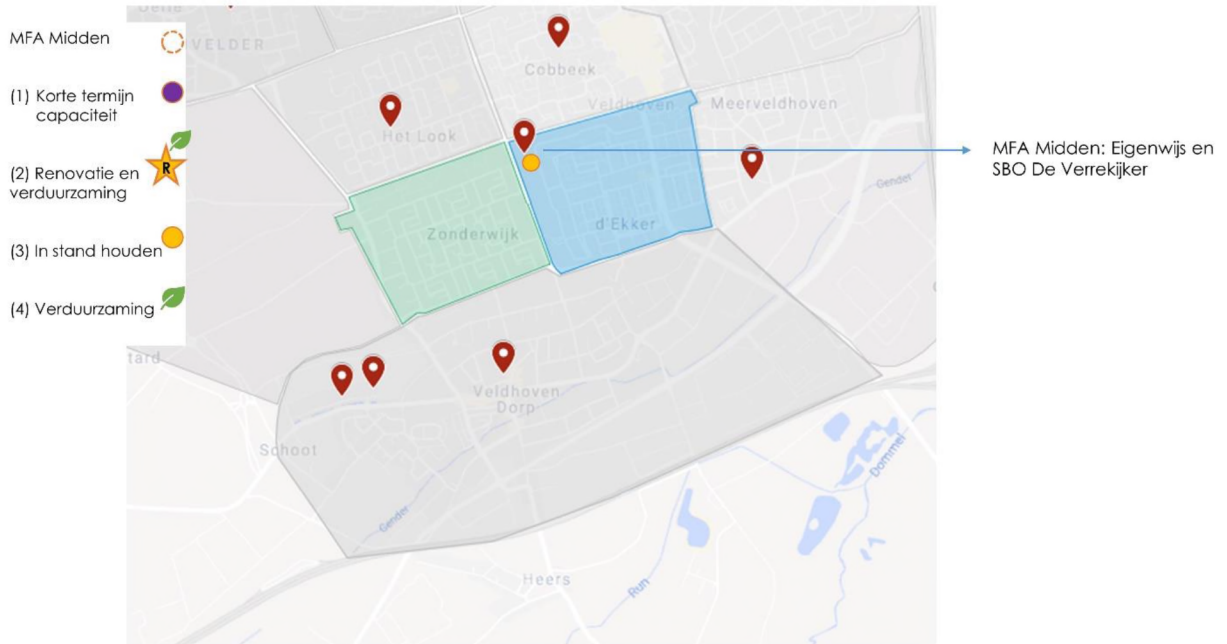 MFA Midden
(1) Korte termijn
capaciteit
R
(2) Renovatie en
verduurzaming
(3) In stand houden
(4) Verduurzaming
VELDER
Cobbeek
Veldhoven
Meerveldhoven
Het Look
MFA Midden: Eigenwijs en
SBO De Verrekijker
Gender
Zonderwijk
d'Ekker
tard
Veldhoven
Dorp
Schoot
Gender
Dommel
Heers
Run